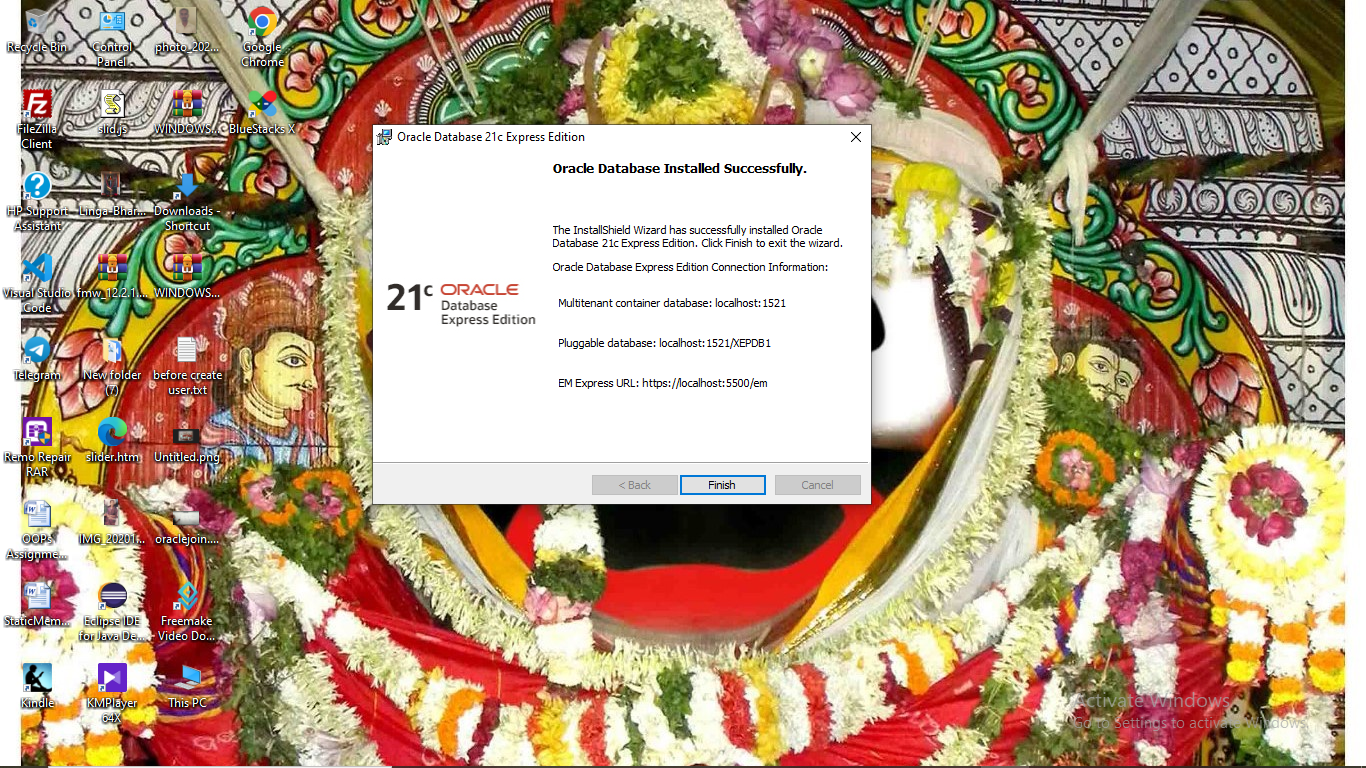 Recycle Bin
Control
Panel
photo_202...
Google
Chrome
FileZilla
Client
slid.js
WINDOWS...
BlueStacks X
HP Support
Assistant
Linga-Bhar...
Downloads -
Shortcut
Visual Studio
Code
fmw_12.2.1....
WINDOWS...
Telegram
New folder
(7)
before create
user.txt
Remo Repair
RAR
slider.htm
Untitled.png
OOPs
Assignme...
IMG_20201...
oraclejoin....
StaticMem...
Eclipse IDE
for Java De...
Freemake
Video Do...
Kindle
KMPlayer
64X
This PC
Oracle Database 21c Express Edition
Oracle Database Installed Successfully.
The InstallShield Wizard has successfully installed Oracle
Database 21c Express Edition. Click Finish to exit the wizard.
Oracle Database Express Edition Connection Information:
Multitenant container database: localhost:1521
Pluggable database: localhost:1521/XEPDB1
EM Express URL: https://localhost:5500/em
21c ORACLE
Database
Express Edition
< Back
Finish
Cancel
Activate Windows
Go to Settings to activate Windows.